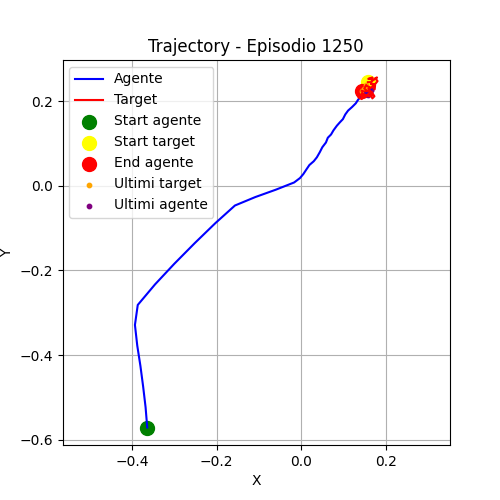 Trajectory - Episodio 1250
Agente
Target
Start agente
Start target
End agente
Ultimi target
Ultimi agente
0.2
0.0
−0.2
−0.4
−0.6
Y
−0.4
−0.2
0.0
0.2
X